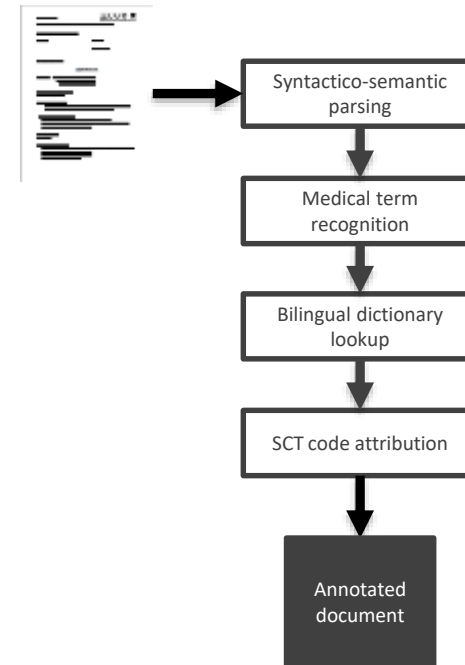 Syntactico-semantic
parsing
Medical term
recognition
Bilingual dictionary
lookup
SCT code attribution
Annotated
document